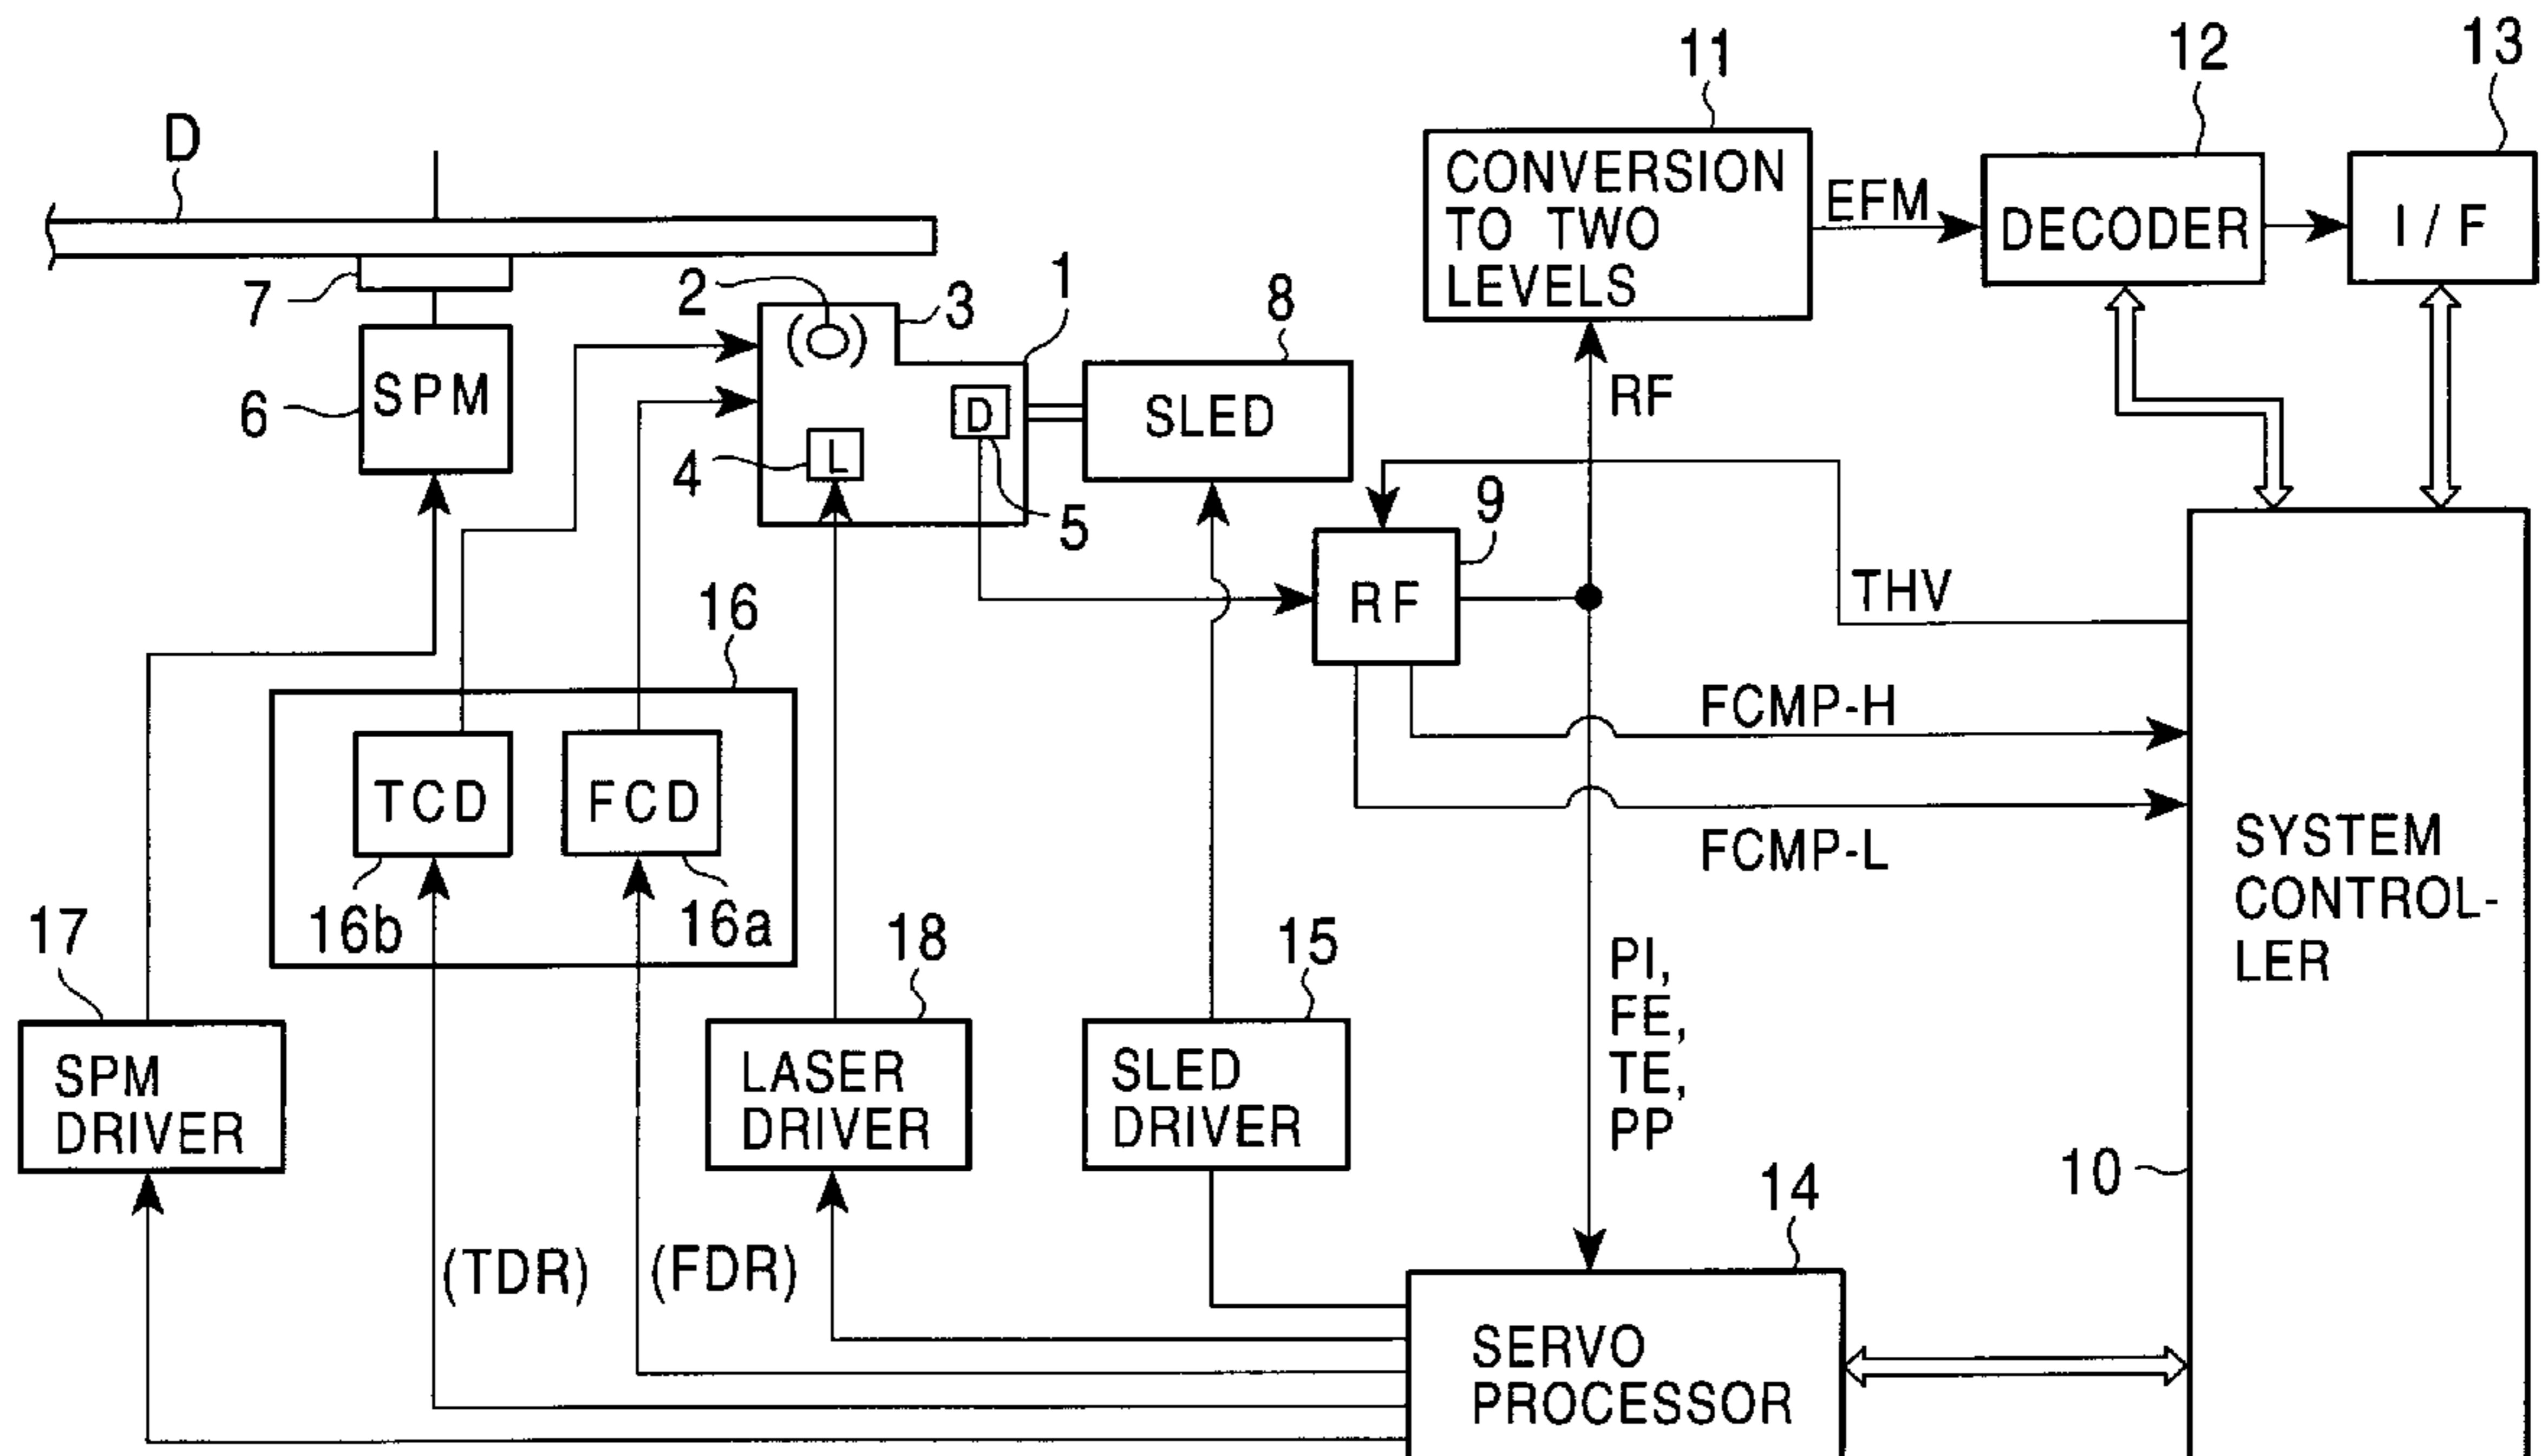 11
12
13
D
CONVERSION
TO TWO
LEVELS
EFM
DECODER
I / F
7
2
3
1
8
6
SPM
4
L
D
5
SLED
RF
9
RF
THV
16
FCMP-H
FCMP-L
TCD
FCD
16b
16a
SYSTEM
CONTROL-
LER
17
18
15
PI,
FE,
TE,
PP
SPM
DRIVER
LASER
DRIVER
SLED
DRIVER
10
14
(TDR)
(FDR)
SERVO
PROCESSOR